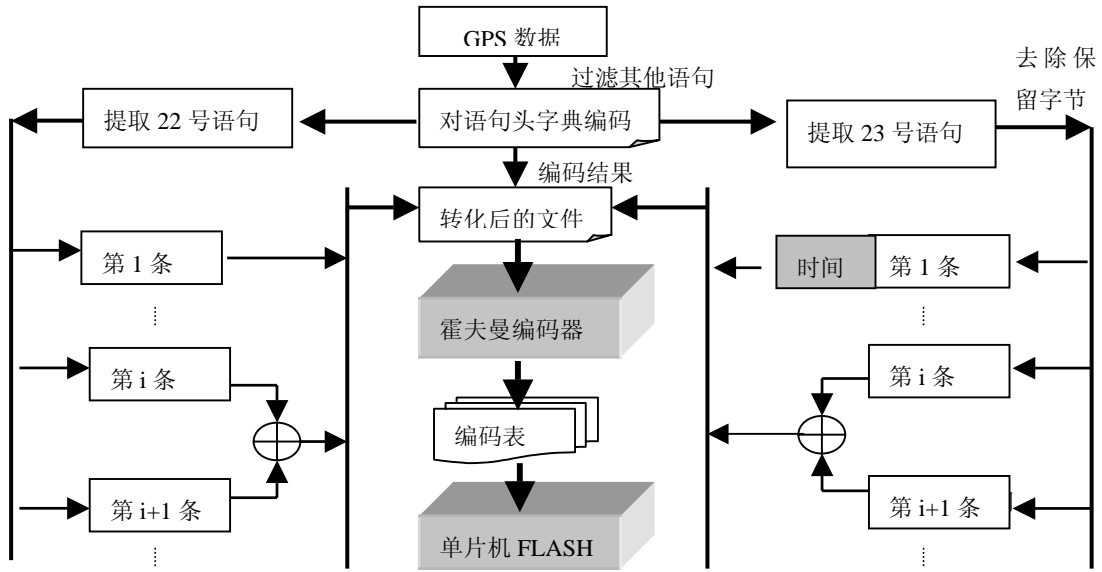 GPS 数据
过滤其他语句
去 除 保
留字节
提取 22 号语句
对语句头字典编码
提取 23 号语句
编码结果
转化后的文件
第 1 条
时间
第 1 条
霍夫曼编码器
第 i 条
第 i 条
编码表
第 i+1 条
第 i+1 条
单片机 FLASH